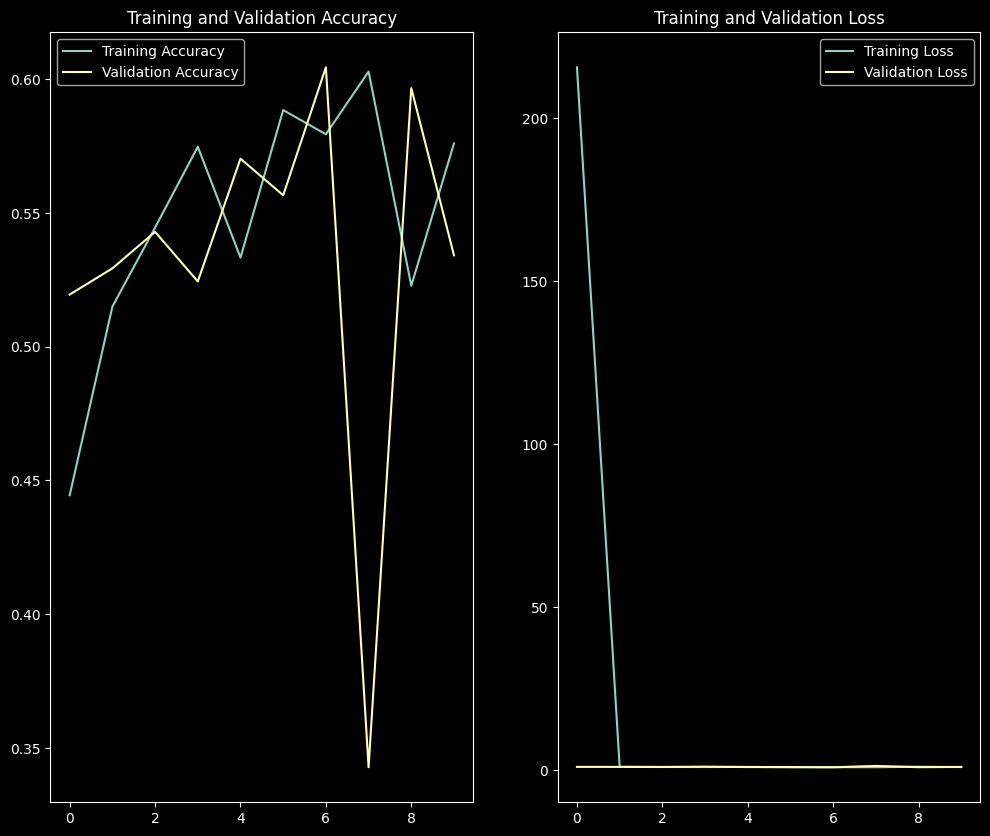 Training and Validation Accuracy
Training Accuracy
Validation Accuracy
0.60
0.55
0.50
0.45
0.40
0.35
0 2 4 6 8
Training and Validation Loss
Training Loss
Validation Loss
200
150
100
50
0
0 2 4 6 8